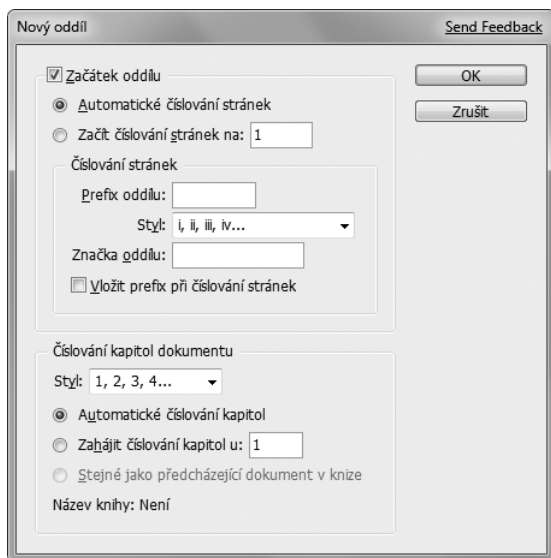 Nový oddíl
Send Feedback
Začátek oddílu
OK
Automatické číslování stránek
Zrušit
Začít číslování stránek na: 1
Číslování stránek
Prefix oddílu:
Styl: i, ii, iii, iv...
Značka oddílu:
Vložit prefix při číslování stránek
Číslování kapitol dokumentu
Styl: 1, 2, 3, 4...
Automatické číslování kapitol
Zahájit číslování kapitol u: 1
Stejné jako předcházející dokument v knize
Název knihy: Není